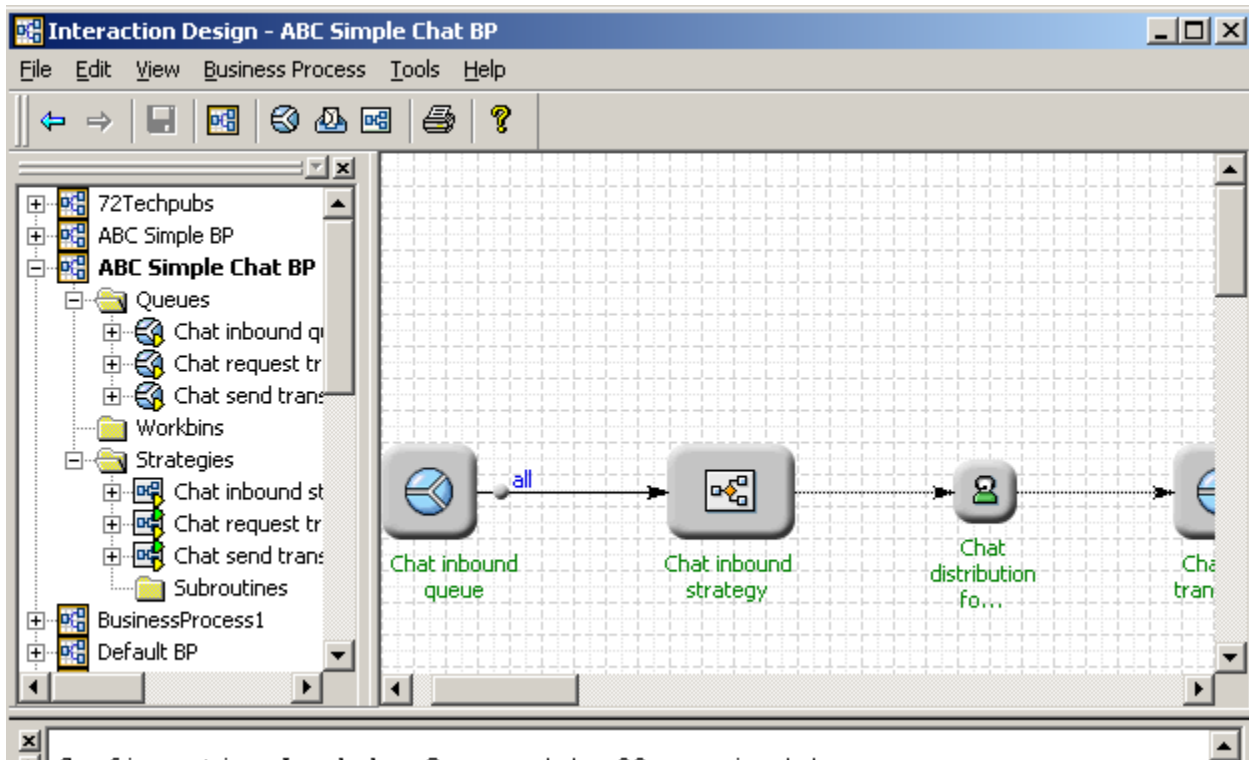 Interaction Design - ABC Simple Chat BP
File Edit View Business Process Tools Help
72Techpubs
ABC Simple BP
ABC Simple Chat BP
Queues
Chat inbound qu
Chat request tr
Chat send trans
Workbins
Strategies
Chat inbound st
Chat request tr
Chat send trans
Subroutines
BusinessProcess1
Default BP
all
Chat inbound
queue
Chat inbound
strategy
Chat
distribution
fo...
Cha
tran